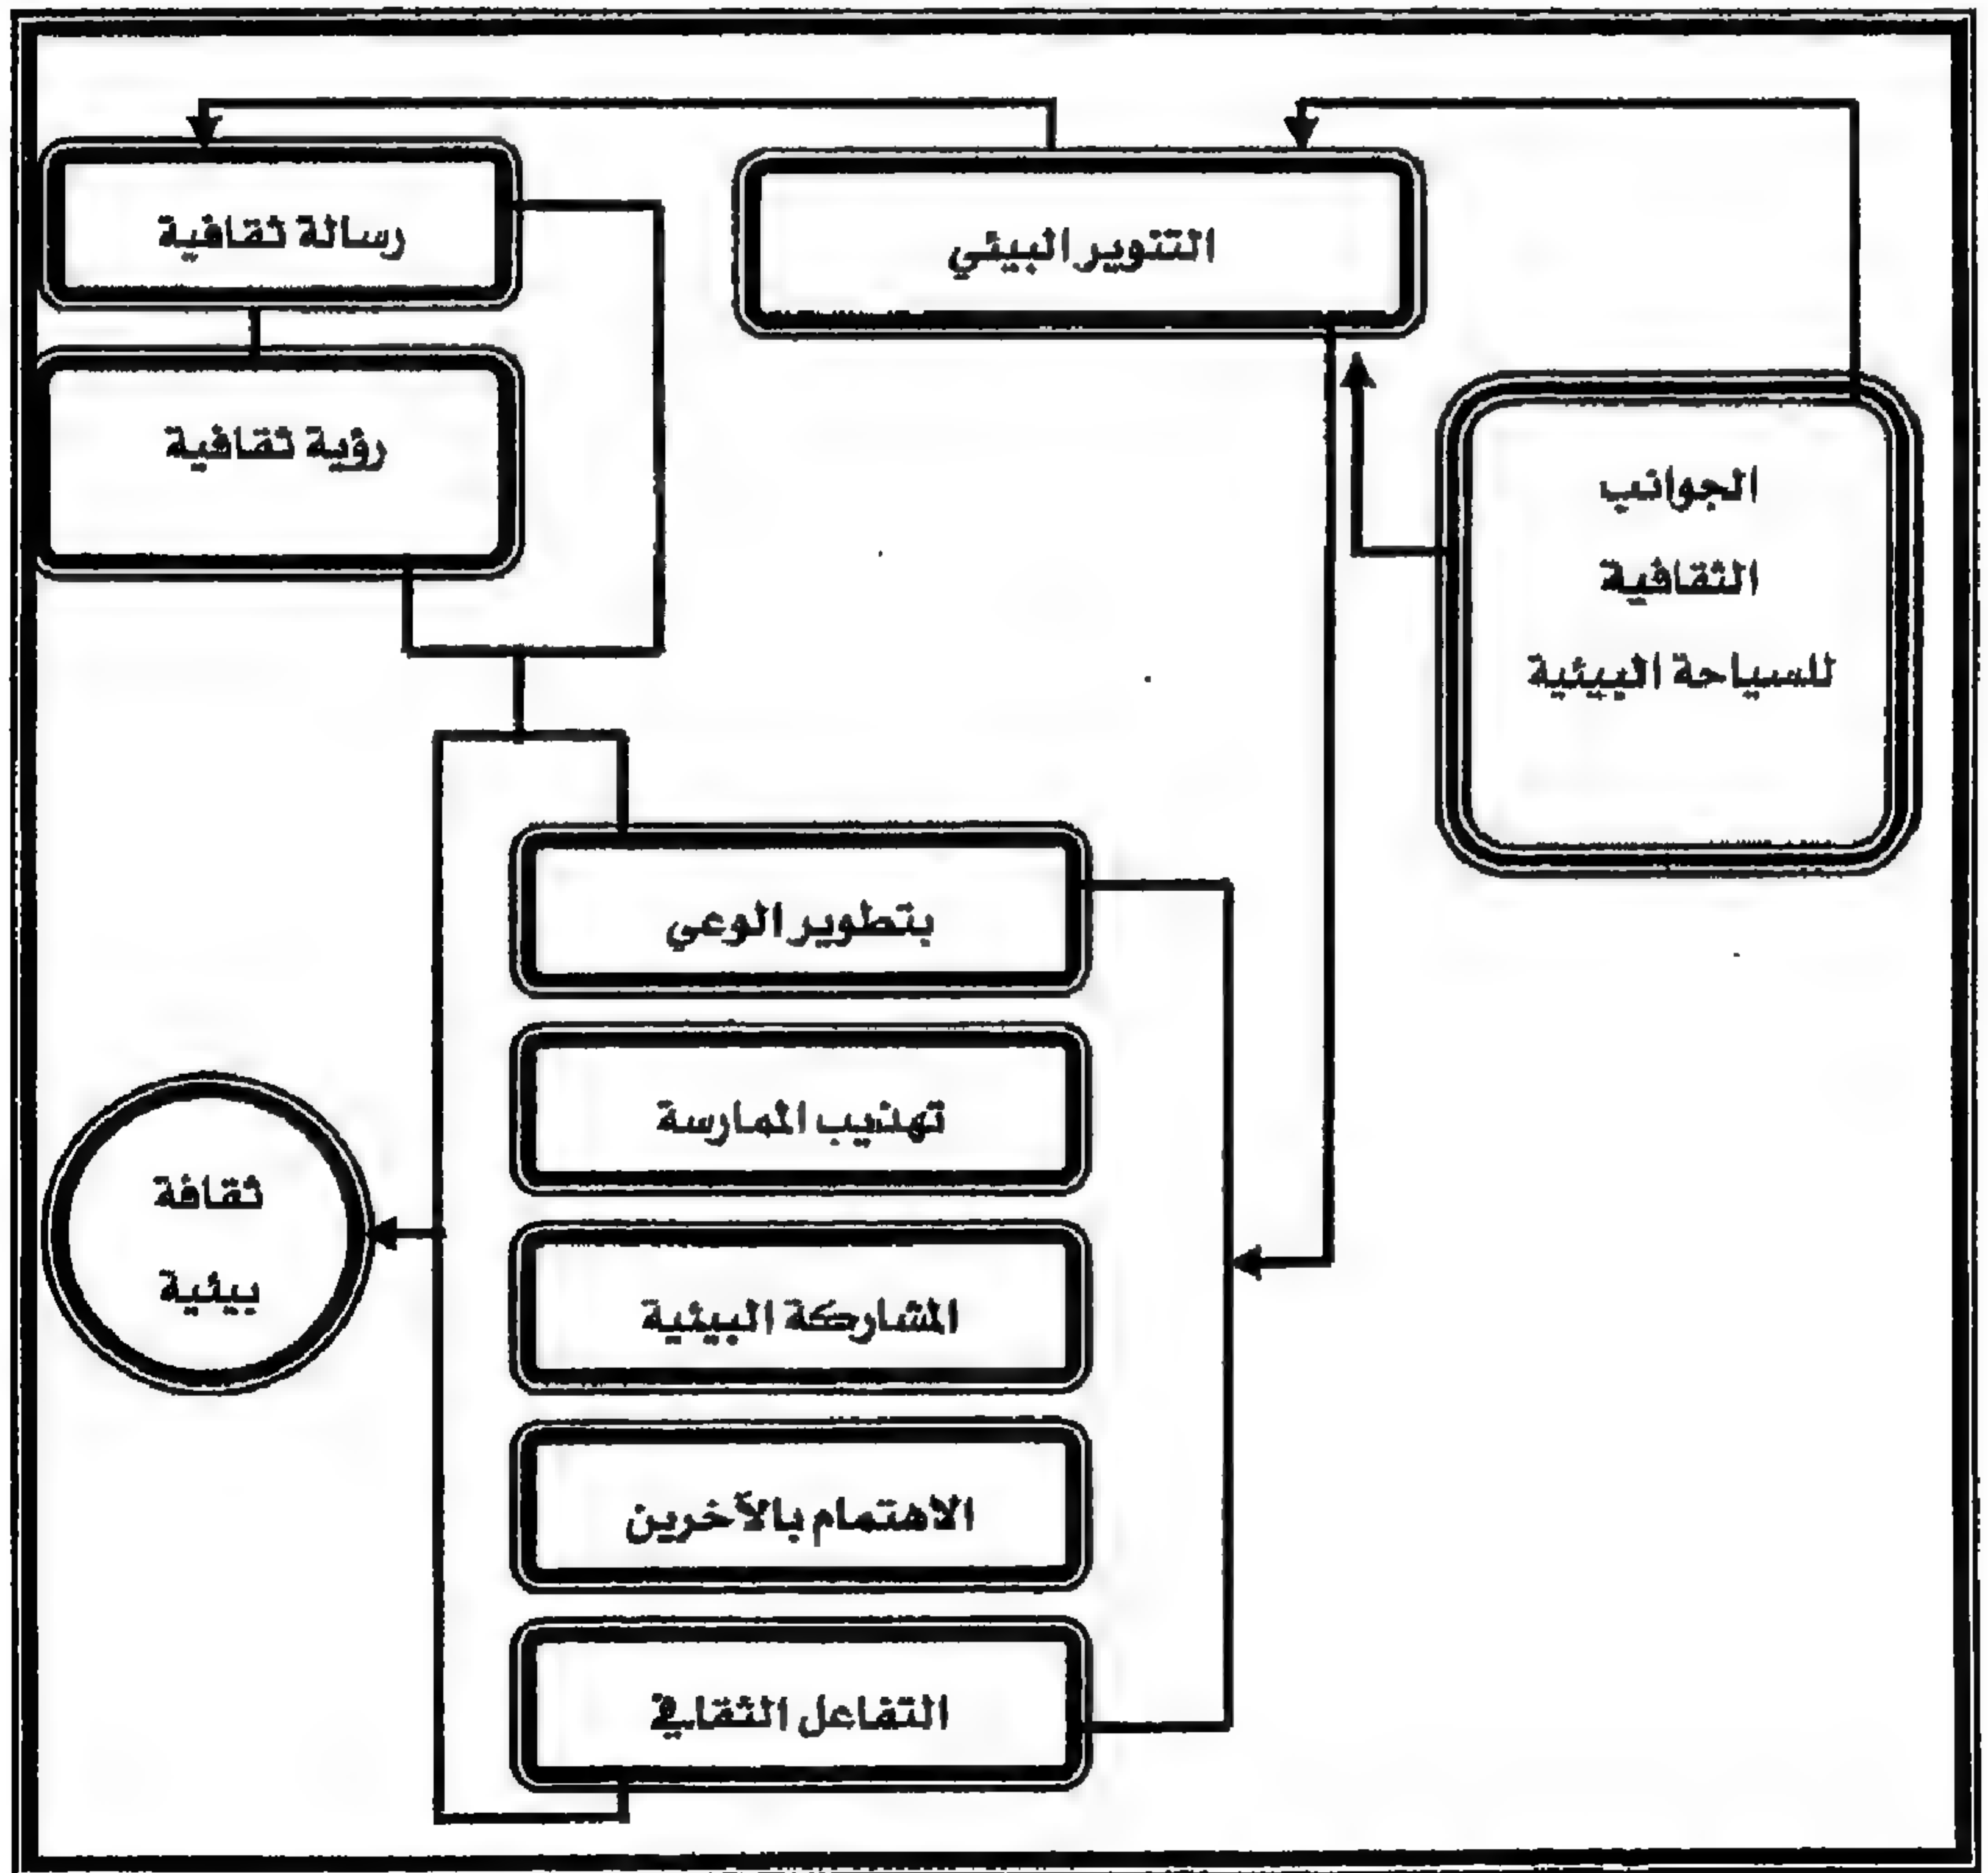 الجوانب
الثقافية
للسياحة البيئية
التنوير البيئي
رسالة ثقافية
رؤية ثقافية
بتطوير الوعي
تهذيب الممارسة
المشاركة البيئية
الاهتمام بالآخرين
التفاعل الثقافي
ثقافة
بيئية